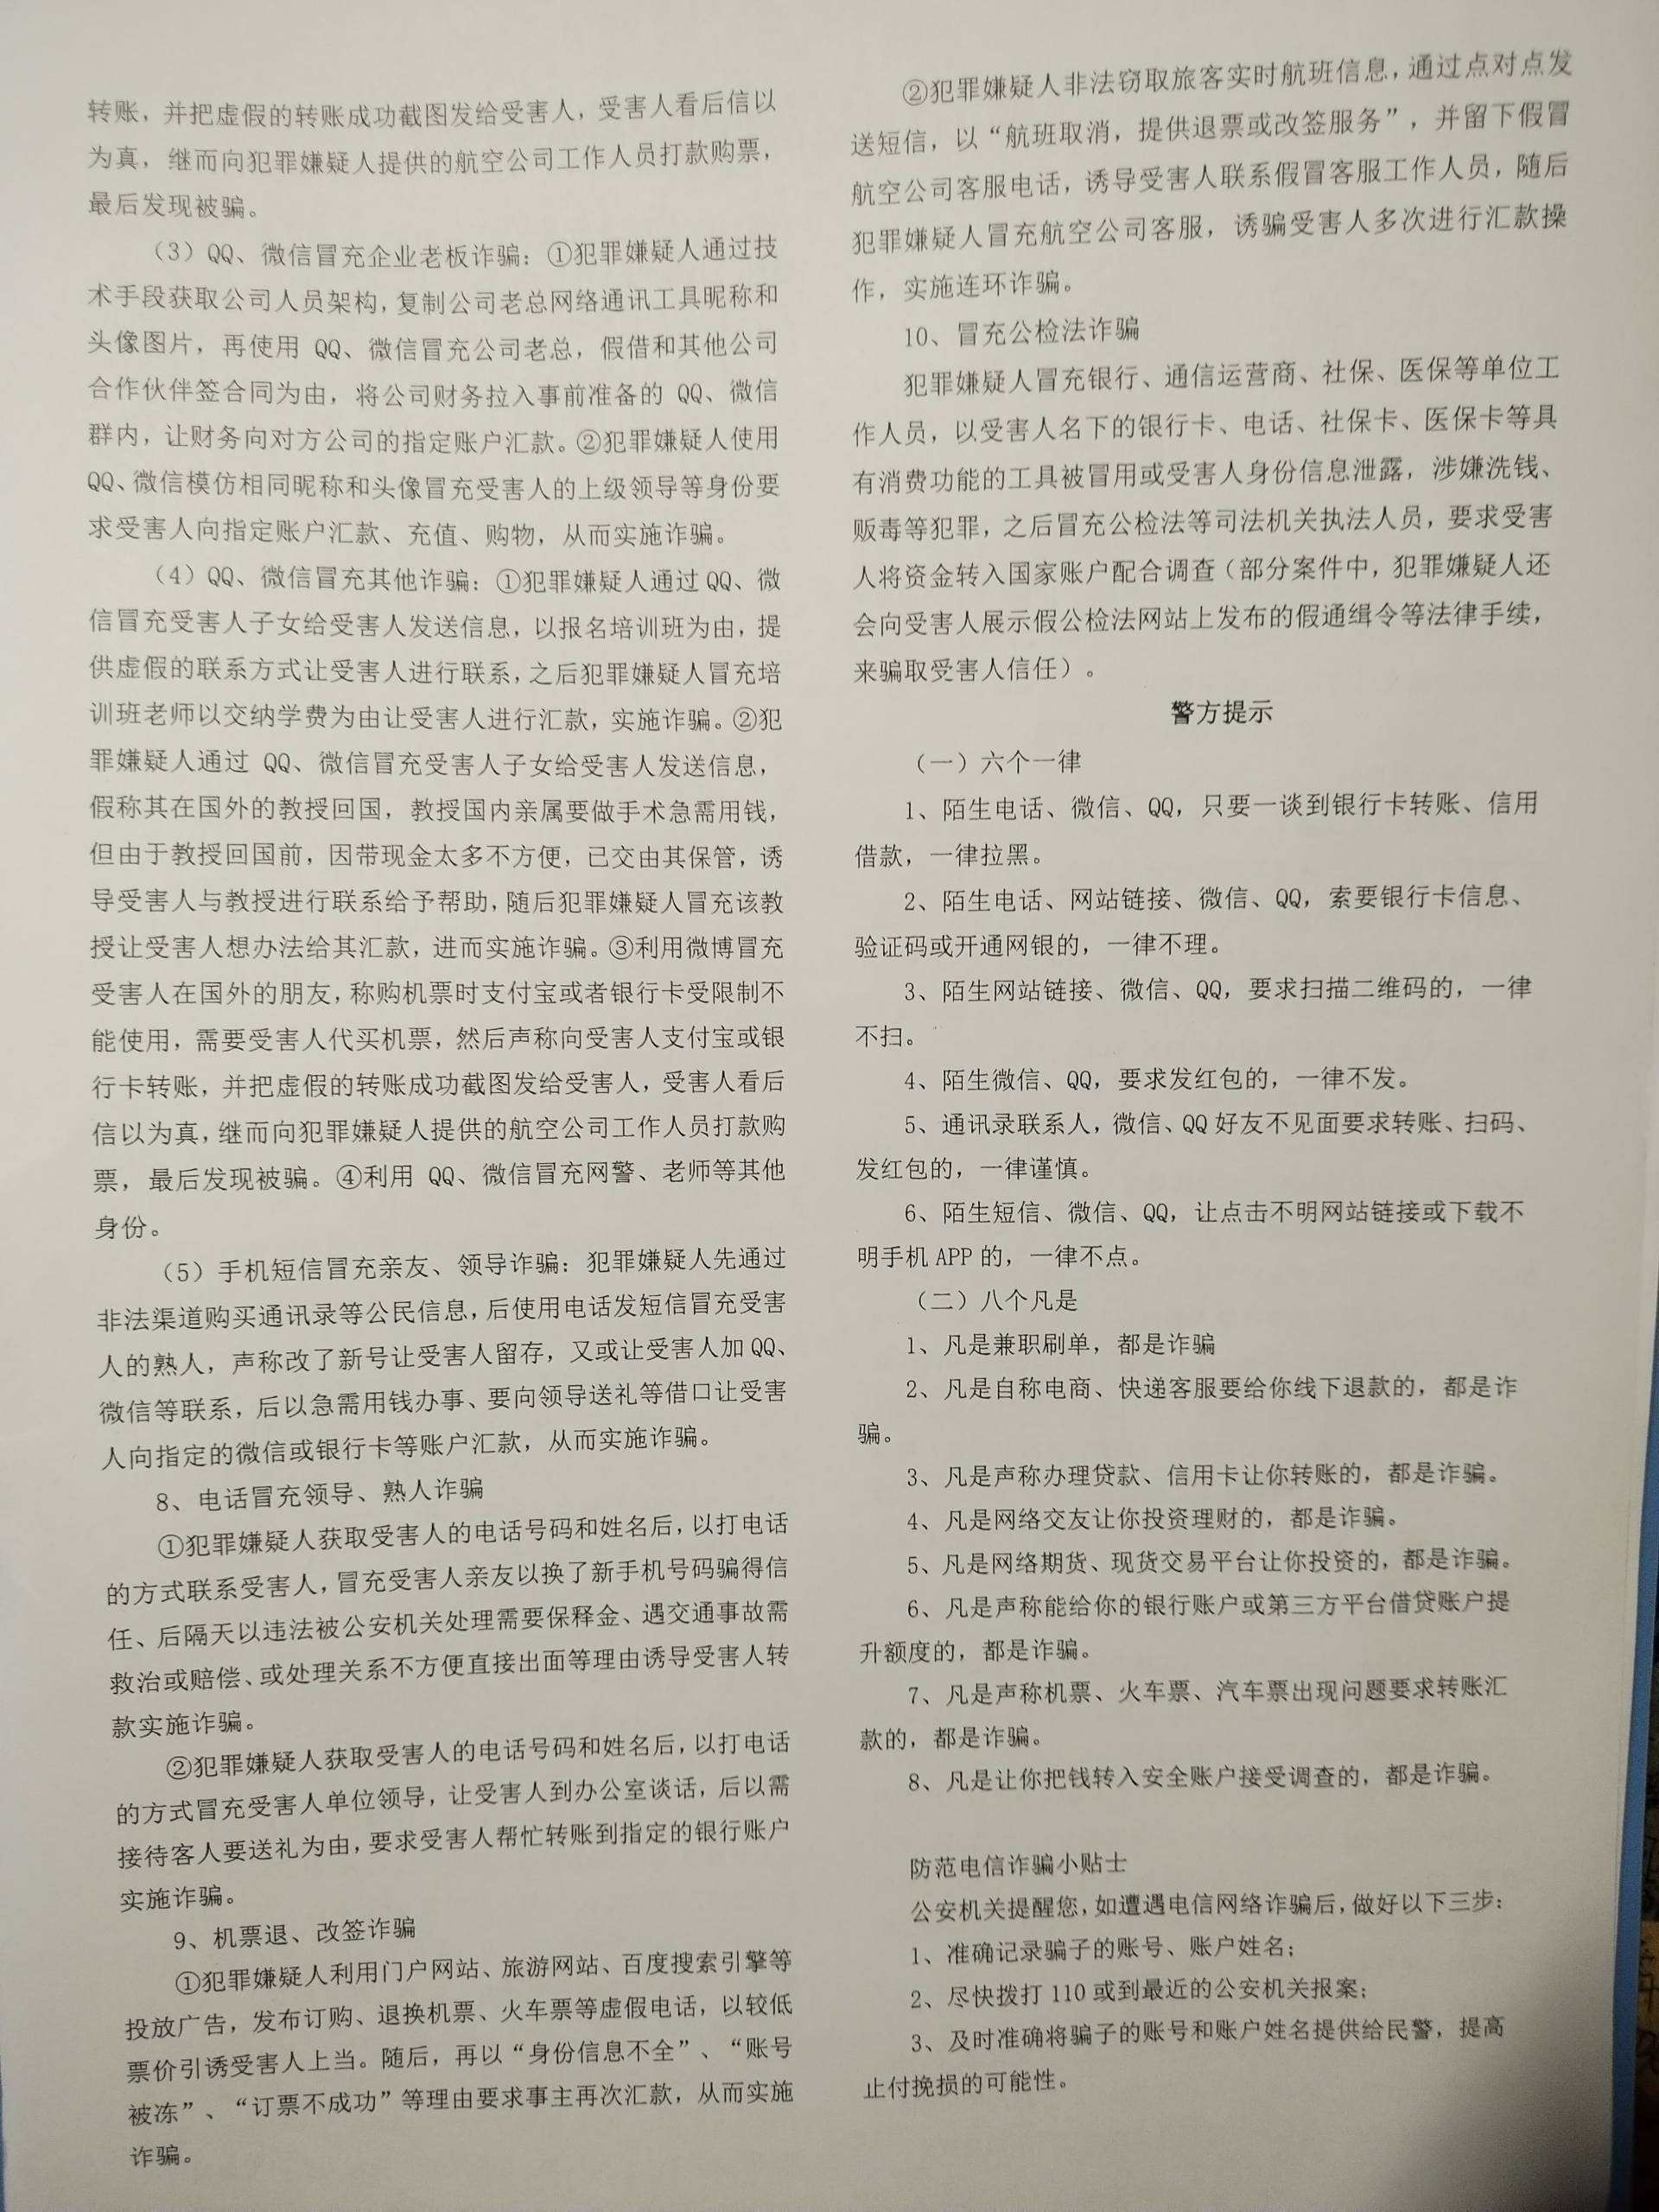 转账，并把虚假的转账成功截图发给受害人，受害人看后信以
为真，继而向犯罪嫌疑人提供的航空公司工作人员打款购票，
最后发现被骗。
（3）QQ、微信冒充企业老板诈骗：①犯罪嫌疑人通过技
术手段获取公司人员架构，复制公司老总网络通讯工具昵称和
头像图片，再使用 QQ、微信冒充公司老总，假借和其他公司
合作伙伴签合同为由，将公司财务拉入事前准备的 QQ、微信
群内，让财务向对方公司的指定账户汇款。②犯罪嫌疑人使用
QQ、微信模仿相同昵称和头像冒充受害人的上级领导等身份要
求受害人向指定账户汇款、充值、购物，从而实施诈骗。
（4）QQ、微信冒充其他诈骗：①犯罪嫌疑人通过 QQ、微
信冒充受害人子女给受害人发送信息，以报名培训班为由，提
供虚假的联系方式让受害人进行联系，之后犯罪嫌疑人冒充培
训班老师以交纳学费为由让受害人进行汇款，实施诈骗。②犯
罪嫌疑人通过 QQ、微信冒充受害人子女给受害人发送信息，
假称其在国外的教授回国，教授国内亲属要做手术急需用钱，
但由于教授回国前，因带现金太多不方便，已交由其保管，诱
导受害人与教授进行联系给予帮助，随后犯罪嫌疑人冒充该教
授让受害人想办法给其汇款，进而实施诈骗。③利用微博冒充
受害人在国外的朋友，称购机票时支付宝或者银行卡受限制不
能使用，需要受害人代买机票，然后声称向受害人支付宝或银
行卡转账，并把虚假的转账成功截图发给受害人，受害人看后
信以为真，继而向犯罪嫌疑人提供的航空公司工作人员打款购
票，最后发现被骗。④利用 QQ、微信冒充网警、老师等其他
身份。
（5）手机短信冒充亲友、领导诈骗：犯罪嫌疑人先通过
非法渠道购买通讯录等公民信息，后使用电话发短信冒充受害
人的熟人，声称改了新号让受害人留存，又或让受害人加 QQ、
微信等联系，后以急需用钱办事、要向领导送礼等借口让受害
人向指定的微信或银行卡等账户汇款，从而实施诈骗。
8、电话冒充领导、熟人诈骗
①犯罪嫌疑人获取受害人的电话号码和姓名后，以打电话
的方式联系受害人，冒充受害人亲友以换了新手机号码骗得信
任、后隔天以违法被公安机关处理需要保释金、遇交通事故需
救治或赔偿、或处理关系不方便直接出面等理由诱导受害人转
款实施诈骗。
②犯罪嫌疑人获取受害人的电话号码和姓名后，以打电话
的方式冒充受害人单位领导，让受害人到办公室谈话，后以需
接待客人要送礼为由，要求受害人帮忙转账到指定的银行账户
实施诈骗。
9、机票退、改签诈骗
①犯罪嫌疑人利用门户网站、旅游网站、百度搜索引擎等
投放广告，发布订购、退换机票、火车票等虚假电话，以较低
票价引诱受害人上当。随后，再以“身份信息不全”、“账号
被冻”、“订票不成功”等理由要求事主再次汇款，从而实施
诈骗。
②犯罪嫌疑人非法窃取旅客实时航班信息，通过点对点发
送短信，以“航班取消，提供退票或改签服务”，并留下假冒
航空公司客服电话，诱导受害人联系假冒客服工作人员，随后
犯罪嫌疑人冒充航空公司客服，诱骗受害人多次进行汇款操
作，实施连环诈骗。
10、冒充公检法诈骗
犯罪嫌疑人冒充银行、通信运营商、社保、医保等单位工
作人员，以受害人名下的银行卡、电话、社保卡、医保卡等具
有消费功能的工具被冒用或受害人身份信息泄露，涉嫌洗钱、
贩毒等犯罪，之后冒充公检法等司法机关执法人员，要求受害
人将资金转入国家账户配合调查（部分案件中，犯罪嫌疑人还
会向受害人展示假公检法网站上发布的假通缉令等法律手续，
来骗取受害人信任）。
警方提示
（一）六个一律
1、陌生电话、微信、QQ，只要一谈到银行卡转账、信用
借款，一律拉黑。
2、陌生电话、网站链接、微信、QQ，索要银行卡信息、
验证码或开通网银的，一律不理。
3、陌生网站链接、微信、QQ，要求扫描二维码的，一律
不扫。
4、陌生微信、QQ，要求发红包的，一律不发。
5、通讯录联系人，微信、QQ 好友不见面要求转账、扫码、
发红包的，一律谨慎。
6、陌生短信、微信、QQ，让点击不明网站链接或下载不
明手机 APP 的，一律不点。
（二）八个凡是
1、凡是兼职刷单，都是诈骗
2、凡是自称电商、快递客服要给你线下退款的，都是诈
骗。
3、凡是声称办理贷款、信用卡让你转账的，都是诈骗。
4、凡是网络交友让你投资理财的，都是诈骗。
5、凡是网络期货、现货交易平台让你投资的，都是诈骗。
6、凡是声称能给你的银行账户或第三方平台借贷账户提
升额度的，都是诈骗。
7、凡是声称机票、火车票、汽车票出现问题要求转账汇
款的，都是诈骗。
8、凡是让你把钱转入安全账户接受调查的，都是诈骗。
防范电信诈骗小贴士
公安机关提醒您，如遭遇电信网络诈骗后，做好以下三步：
1、准确记录骗子的账号、账户姓名；
2、尽快拨打 110 或到最近的公安机关报案；
3、及时准确将骗子的账号和账户姓名提供给民警，提高
止付挽损的可能性。